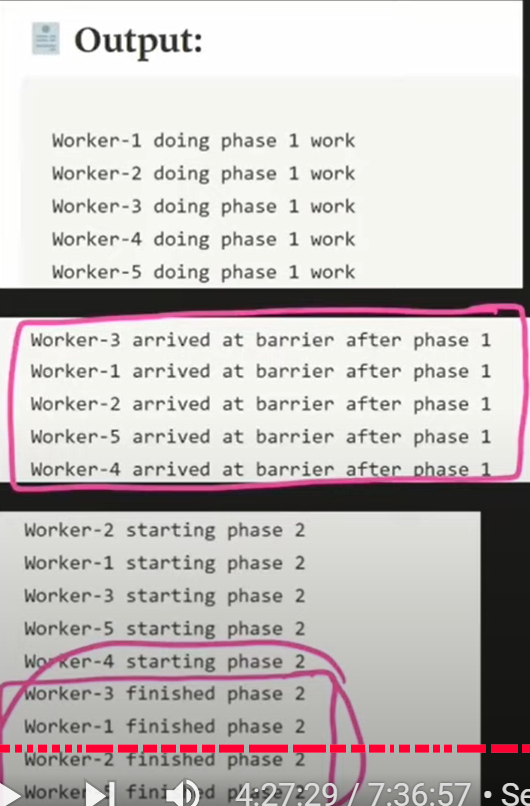 Output:
Worker-1 doing phase 1 work
Worker-2 doing phase 1 work
Worker-3 doing phase 1 work
Worker-4 doing phase 1 work
Worker-5 doing phase 1 work
Worker-3 arrived at barrier after phase 1
Worker-1 arrived at barrier after phase 1
Worker-2 arrived at barrier after phase 1
Worker-5 arrived at barrier after phase 1
Worker-4 arrived at barrier after phase 1
Worker-2 starting phase 2
Worker-1 starting phase 2
Worker-3 starting phase 2
Worker-5 starting phase 2
Worker-4 starting phase 2
Worker-3 finished phase 2
Worker-1 finished phase 2
Worker-2 finished phase 2
Worker-5 finished phase 2
4:27:29 / 7:36:57 • Se